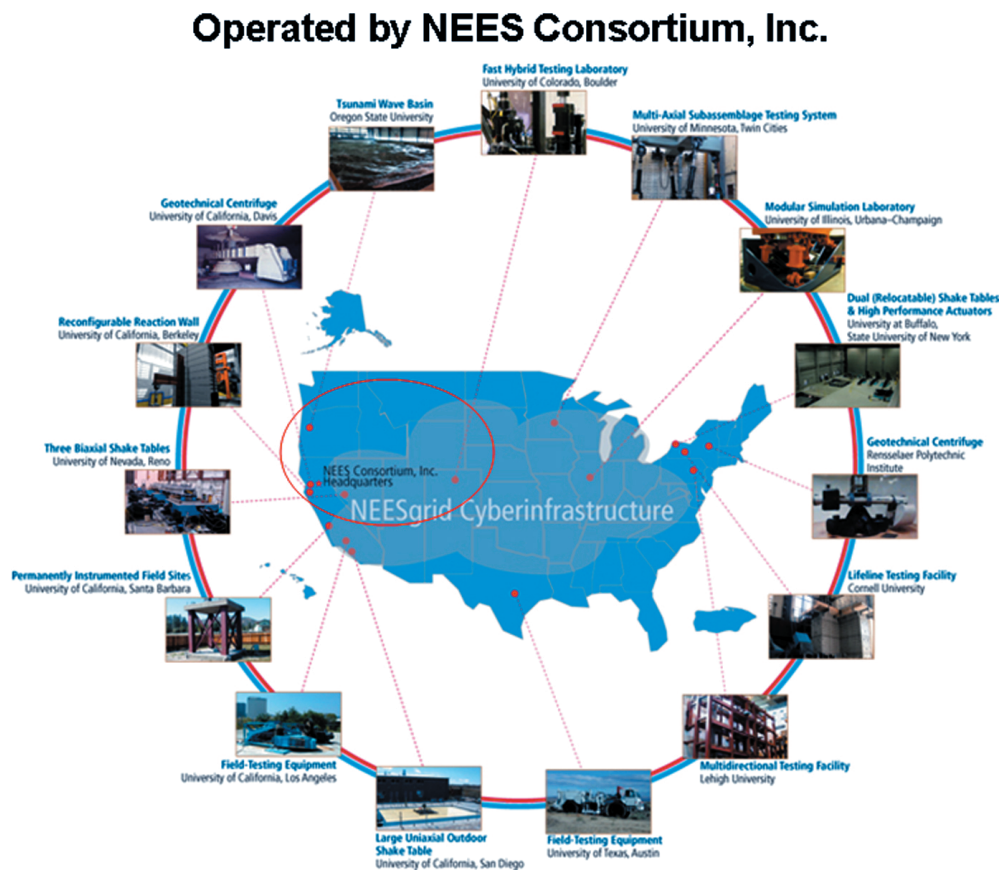 Operated by NEES Consortium, Inc.
Fast Hybrid Testing Laboratory
University of Colorado, Boulder
Multi-Axial Subassemblage Testing System
University of Minnesota, Twin Cities
Modular Simulation Laboratory
University of Illinois, Urbana–Champaign
Dual (Relocatable) Shake Tables
& High Performance Actuators
University at Buffalo,
State University of New York
Geotechnical Centrifuge
Rensselaer Polytechnic
Institute
Lifeline Testing Facility
Cornell University
Multidirectional Testing Facility
Lehigh University
Field-Testing Equipment
University of Texas, Austin
Large Uniaxial Outdoor
Shake Table
University of California, San Diego
Field-Testing Equipment
University of California, Los Angeles
Permanently Instrumented Field Sites
University of California, Santa Barbara
Three Biaxial Shake Tables
University of Nevada, Reno
Reconfigurable Reaction Wall
University of California, Berkeley
Geotechnical Centrifuge
University of California, Davis
Tsunami Wave Basin
Oregon State University
NEES Consortium, Inc.
Headquarters
NEESgrid Cyberinfrastructure